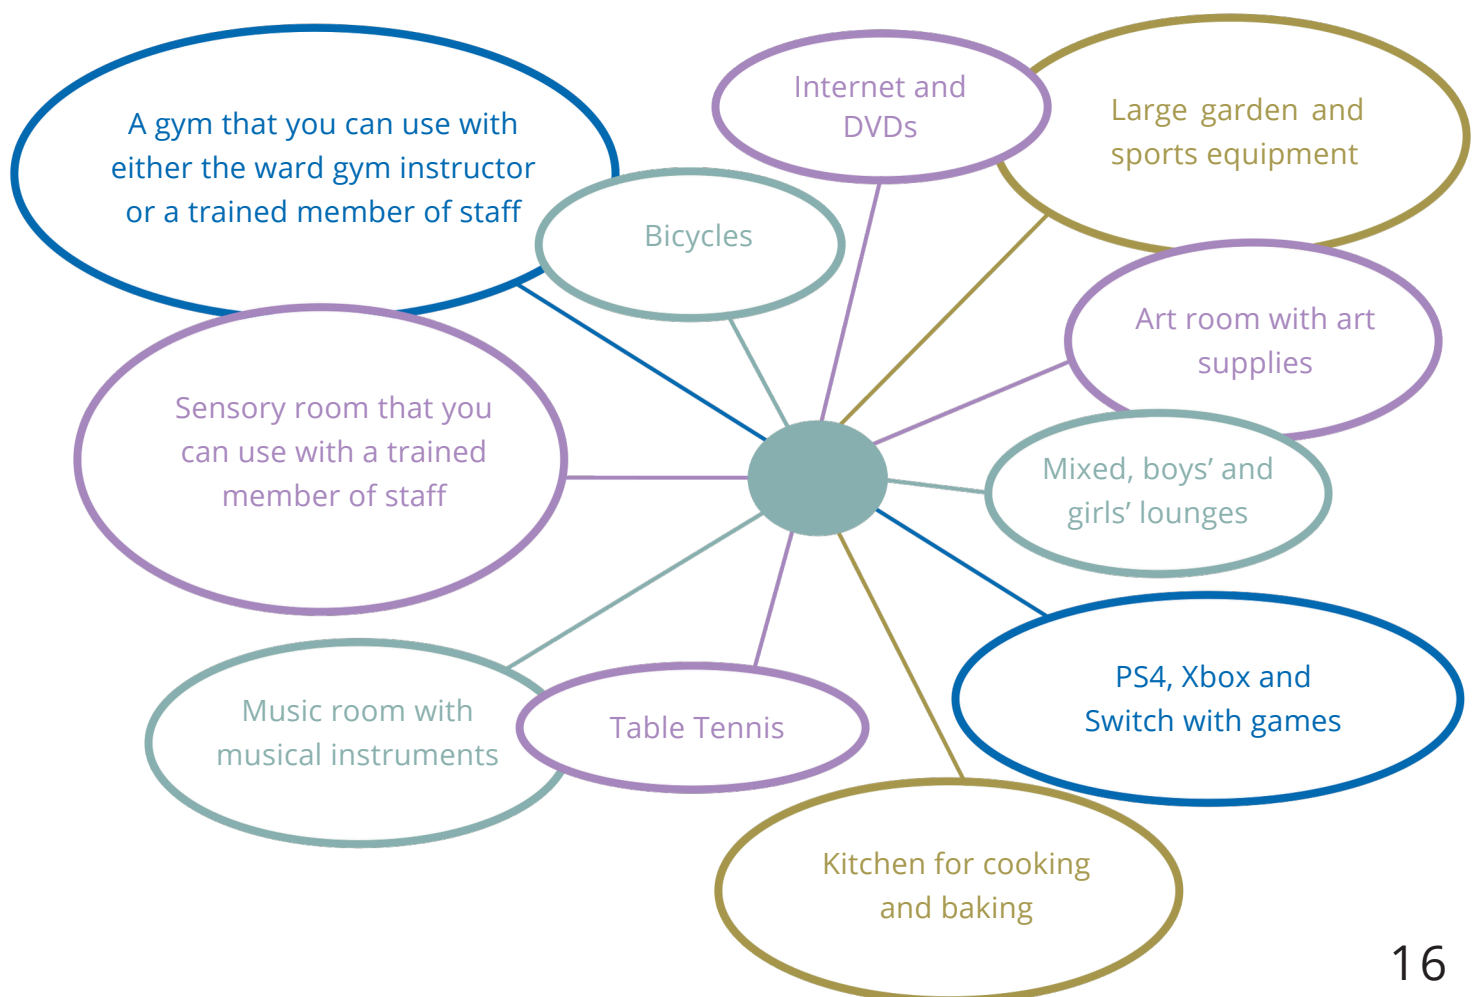 A gym that you can use with
either the ward gym instructor
or a trained member of staff
Internet and
DVDs
Large garden and
sports equipment
Bicycles
Art room with art
supplies
Sensory room that you
can use with a trained
member of staff
Mixed, boys’ and
girls’ lounges
Music room with
musical instruments
Table Tennis
PS4, Xbox and
Switch with games
Kitchen for cooking
and baking
16